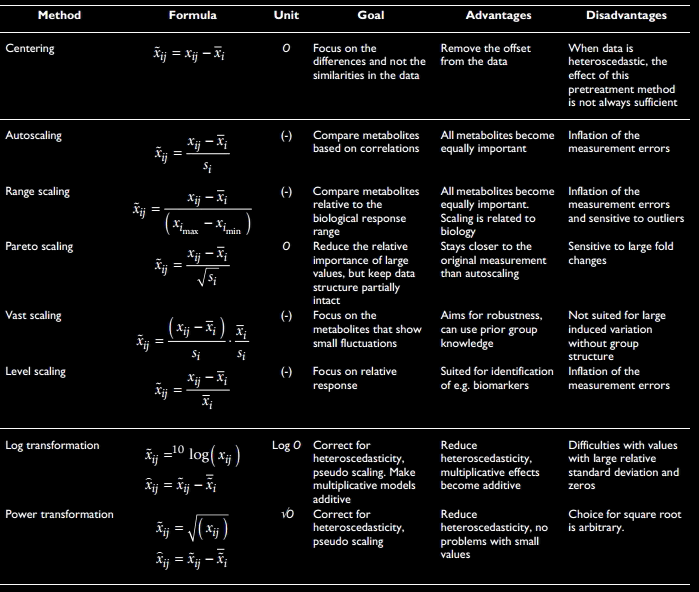 Method Formula Unit Goal Advantages Disadvantages
Centering x̃ij = xij − x̄i O Focus on the Remove the offset When data is
differences and not the from the data heteroscedastic, the
similarities in the data effect of this
pretreatment method
is not always sufficient
Autoscaling x̃ij = (xij − x̄i) / si (-) Compare metabolites All metabolites become Inflation of the
based on correlations equally important measurement errors
Range scaling x̃ij = (xij − x̄i) / (ximax − ximin) (-) Compare metabolites All metabolites become Inflation of the
relative to the equally important. measurement errors
biological response Scaling is related to and sensitive to outliers
range biology
Pareto scaling x̃ij = (xij − x̄i) / √si O Reduce the relative Stays closer to the Sensitive to large fold
importance of large original measurement changes
values, but keep data than autoscaling
structure partially
intact
Vast scaling x̃ij = (xij − x̄i) / si · x̄i / si (-) Focus on the Aims for robustness, Not suited for large
metabolites that show can use prior group induced variation
small fluctuations knowledge without group
structure
Level scaling x̃ij = (xij − x̄i) / x̄i (-) Focus on relative Suited for identification Inflation of the
response of e.g. biomarkers measurement errors
Log transformation x̃ij =10 log(xij) Log O Correct for Reduce Difficulties with values
heteroscedasticity, heteroscedasticity, with large relative
pseudo scaling. Make multiplicative effects standard deviation and
x̂ij = x̃ij − x̃̄i multiplicative models become additive zeros
additive
Power transformation x̃ij = √(xij) √O Correct for Reduce Choice for square root
heteroscedasticity, heteroscedasticity, no is arbitrary.
pseudo scaling problems with small
x̂ij = x̃ij − x̃̄i values